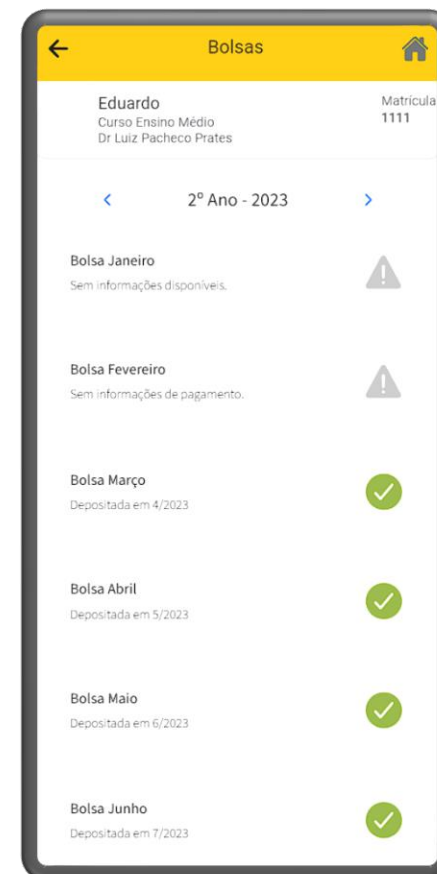 Bolsas
Eduardo
Matrícula
Curso Ensino Médio
1111
Dr Luiz Pacheco Prates
2º Ano - 2023
Bolsa Janeiro
Sem informações disponíveis.
Bolsa Fevereiro
Sem informações de pagamento.
Bolsa Março
Depositada em 4/2023
Bolsa Abril
Depositada em 5/2023
Bolsa Maio
Depositada em 6/2023
Bolsa Junho
Depositada em 7/2023